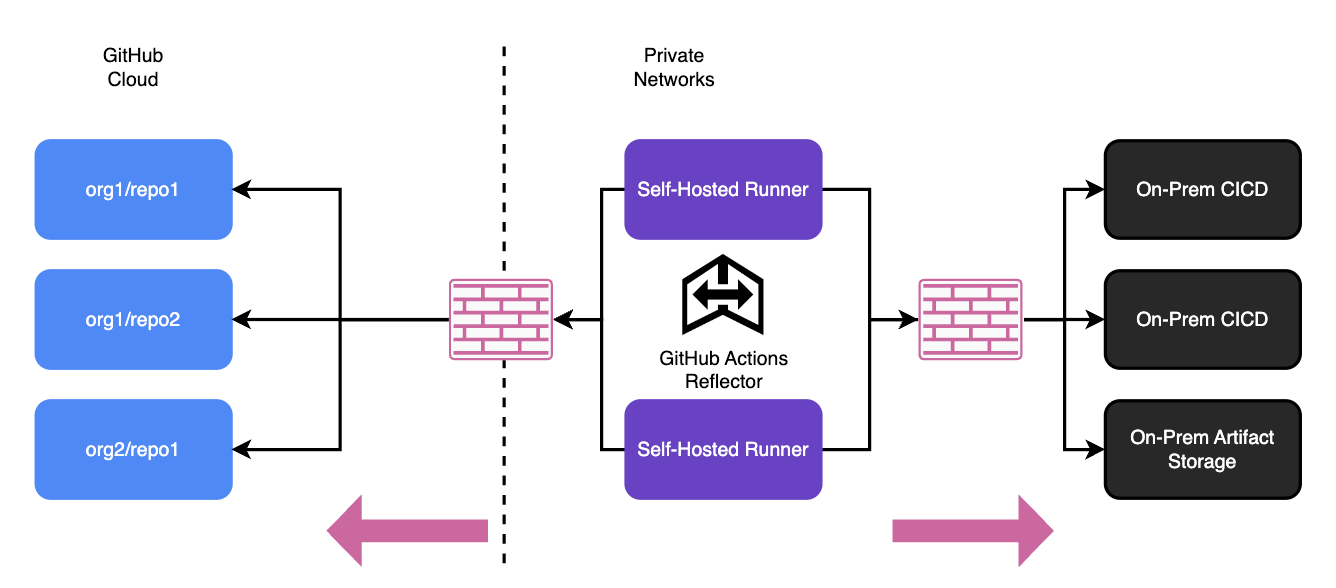 GitHub
Cloud
Private
Networks
org1/repo1
Self-Hosted Runner
On-Prem CICD
org1/repo2
GitHub Actions
Reflector
On-Prem CICD
org2/repo1
Self-Hosted Runner
On-Prem Artifact
Storage